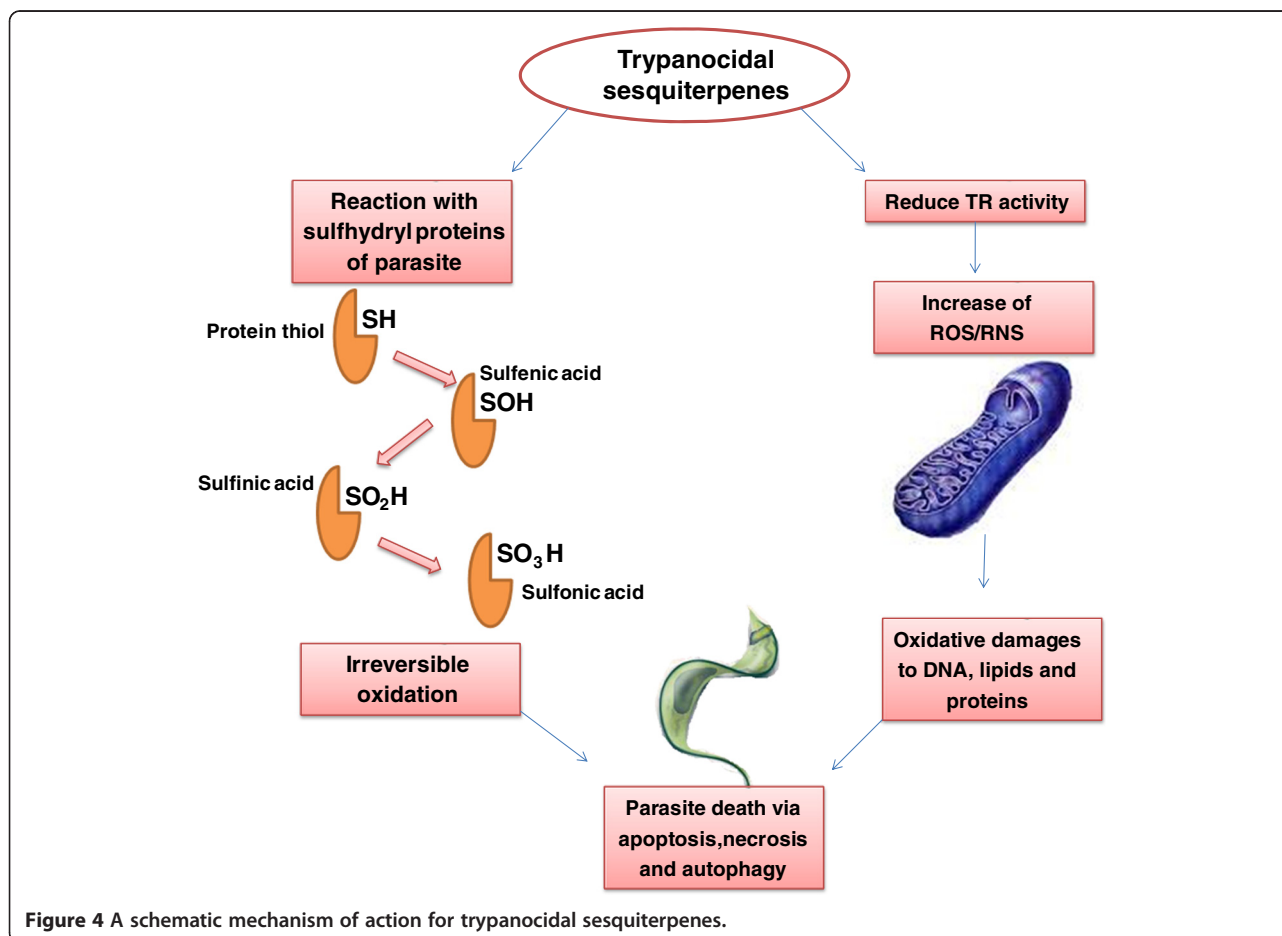 Trypanocidal
sesquiterpenes
Reaction with
sulfhydryl proteins
of parasite
Reduce TR activity
Increase of
ROS/RNS
Protein thiol
SH
Sulfenic acid
SOH
Sulfinic acid
SO₂H
SO₃H
Sulfonic acid
Irreversible
oxidation
Oxidative damages
to DNA, lipids and
proteins
Parasite death via
apoptosis,necrosis
and autophagy
Figure 4 A schematic mechanism of action for trypanocidal sesquiterpenes.